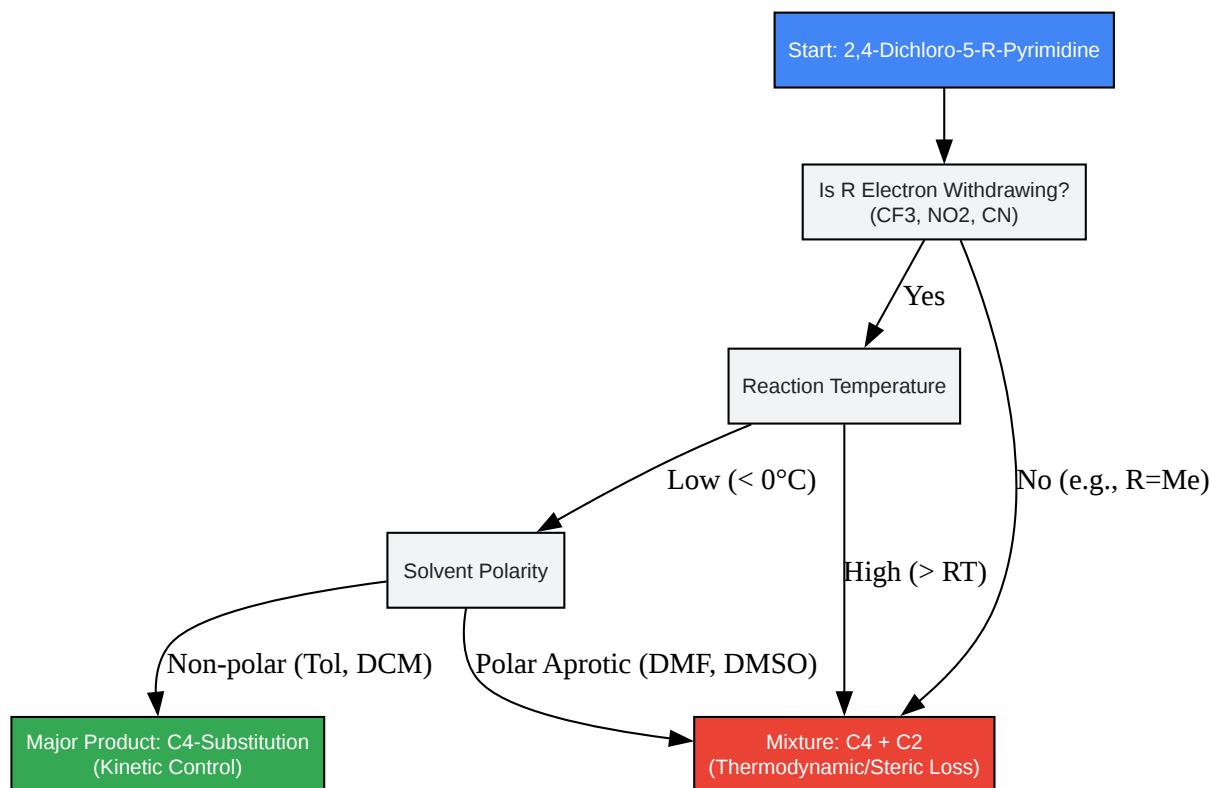 Start: 2,4-Dichloro-5-R-Pyrimidine
Is R Electron Withdrawing?
(CF3, NO2, CN)
Yes
Reaction Temperature
Low (< 0°C)
No (e.g., R=Me)
Solvent Polarity
High (> RT)
Non-polar (Tol, DCM)
Polar Aprotic (DMF, DMSO)
Major Product: C4-Substitution
(Kinetic Control)
Mixture: C4 + C2
(Thermodynamic/Steric Loss)